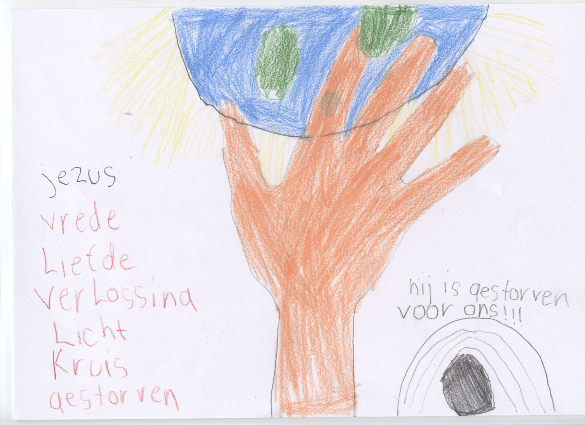 jezus
vrede
Liefde
verLossing
Licht
Kruis
gestorven
hij is gestorven
voor ons!!!